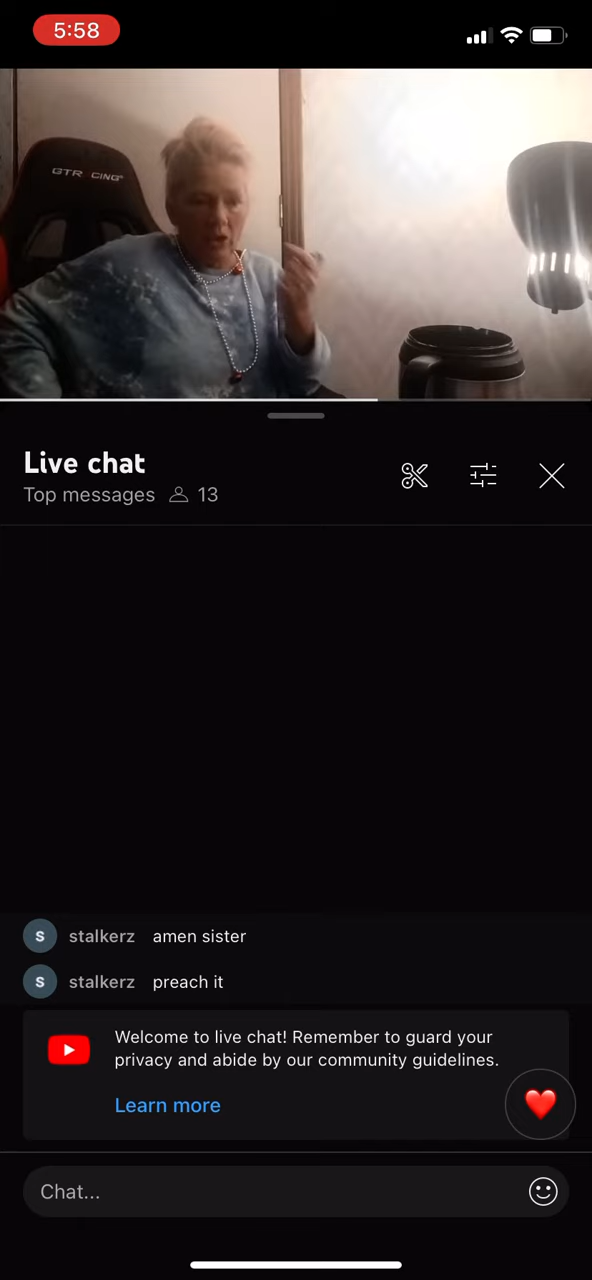 5:58
GTR CING
Live chat
Top messages 13
S stalkerz amen sister
S stalkerz preach it
Welcome to live chat! Remember to guard your
privacy and abide by our community guidelines.
Learn more
Chat...